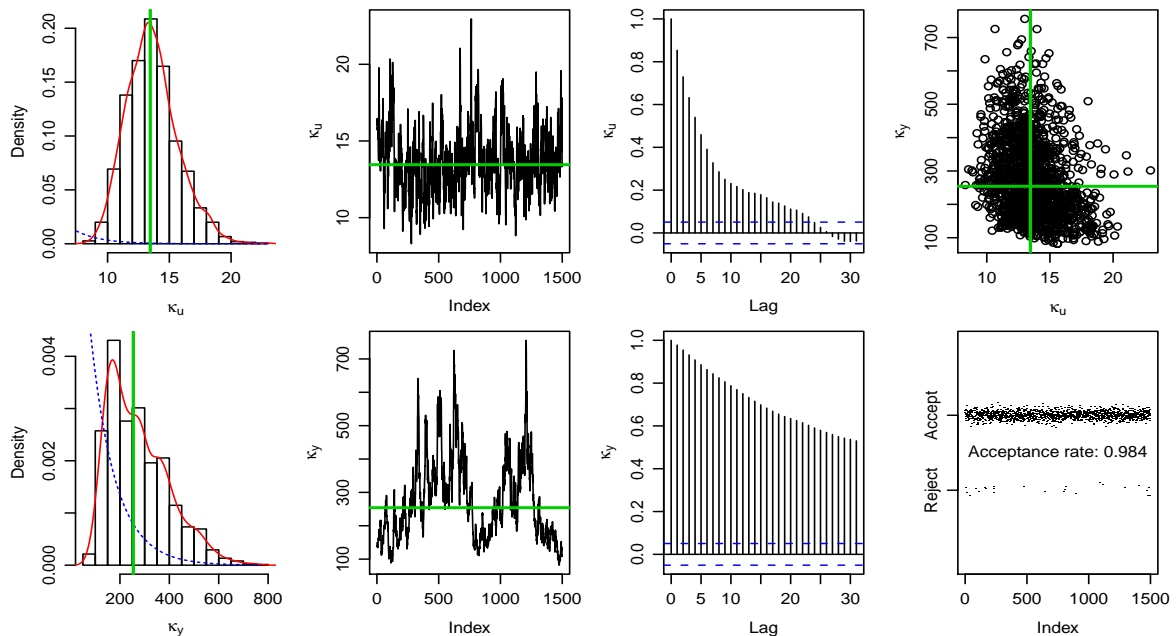 Density
0.00 0.05 0.10 0.15 0.20
10 15 20
κu
κu
10 15 20
0 500 1000 1500
Index
κu
0.0 0.2 0.4 0.6 0.8 1.0
0 5 10 15 20 25 30
Lag
κy
100 300 500 700
10 15 20
κu
Density
0.000 0.002 0.004
200 400 600 800
κy
κy
100 300 500 700
0 500 1000 1500
Index
κy
0.0 0.2 0.4 0.6 0.8 1.0
0 5 10 20 30
Lag
Reject Accept
Acceptance rate: 0.984
0 500 1000 1500
Index